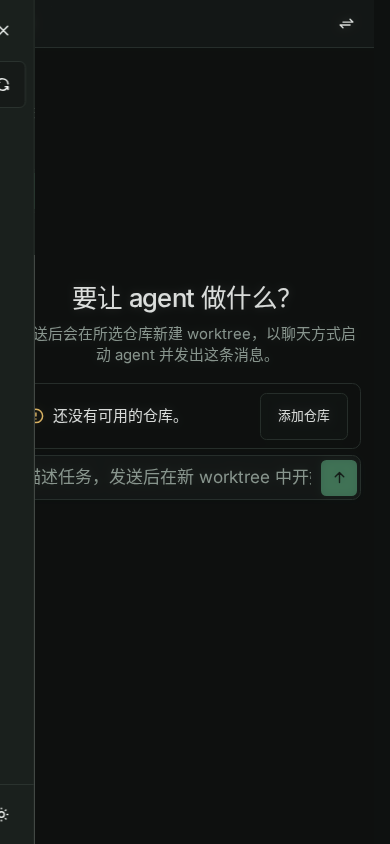 要让 agent 做什么？
送后会在所选仓库新建 worktree，以聊天方式启
动 agent 并发出这条消息。
还没有可用的仓库。
添加仓库
描述任务，发送后在新 worktree 中开